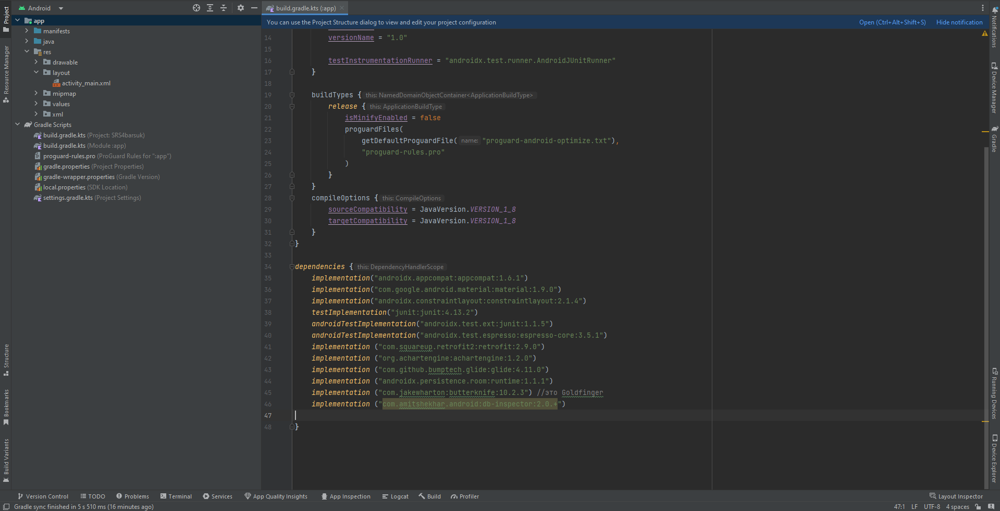 Android
build.gradle.kts (:app)
Project
app
manifests
java
res
drawable
layout
activity_main.xml
mipmap
values
xml
Gradle Scripts
build.gradle.kts (Project: SRS4barsuk)
build.gradle.kts (Module :app)
proguard-rules.pro (ProGuard Rules for ":app")
gradle.properties (Project Properties)
gradle-wrapper.properties (Gradle Version)
local.properties (SDK Location)
settings.gradle.kts (Project Settings)
Resource Manager
Structure
Bookmarks
Build Variants
You can use the Project Structure dialog to view and edit your project configuration
Open (Ctrl+Alt+Shift+S)
Hide notification
14 versionName = "1.0"
15
16 testInstrumentationRunner = "androidx.test.runner.AndroidJUnitRunner"
17 }
18
19 buildTypes { this: NamedDomainObjectContainer<ApplicationBuildType>
20 release { this: ApplicationBuildType
21 isMinifyEnabled = false
22 proguardFiles(
23 getDefaultProguardFile( name: "proguard-android-optimize.txt"),
24 "proguard-rules.pro"
25 )
26 }
27 }
28 compileOptions { this: CompileOptions
29 sourceCompatibility = JavaVersion.VERSION_1_8
30 targetCompatibility = JavaVersion.VERSION_1_8
31 }
32 }
33
34 dependencies { this: DependencyHandlerScope
35 implementation("androidx.appcompat:appcompat:1.6.1")
36 implementation("com.google.android.material:material:1.9.0")
37 implementation("androidx.constraintlayout:constraintlayout:2.1.4")
38 testImplementation("junit:junit:4.13.2")
39 androidTestImplementation("androidx.test.ext:junit:1.1.5")
40 androidTestImplementation("androidx.test.espresso:espresso-core:3.5.1")
41 implementation ("com.squareup.retrofit2:retrofit:2.9.0")
42 implementation ("org.achartengine:achartengine:1.2.0")
43 implementation ("com.github.bumptech.glide:glide:4.11.0")
44 implementation ("androidx.persistence.room:runtime:1.1.1")
45 implementation ("com.jakewharton:butterknife:10.2.3") //это Goldfinger
46 implementation ("com.amitshekhar.android:db-inspector:2.0.+")
47
48 }
Notifications
Device Manager
Gradle
Running Devices
Device Explorer
Version Control
TODO
Problems
Terminal
Services
App Quality Insights
App Inspection
Logcat
Build
Profiler
Layout Inspector
Gradle sync finished in 5 s 510 ms (16 minutes ago)
47:1 LF UTF-8 4 spaces